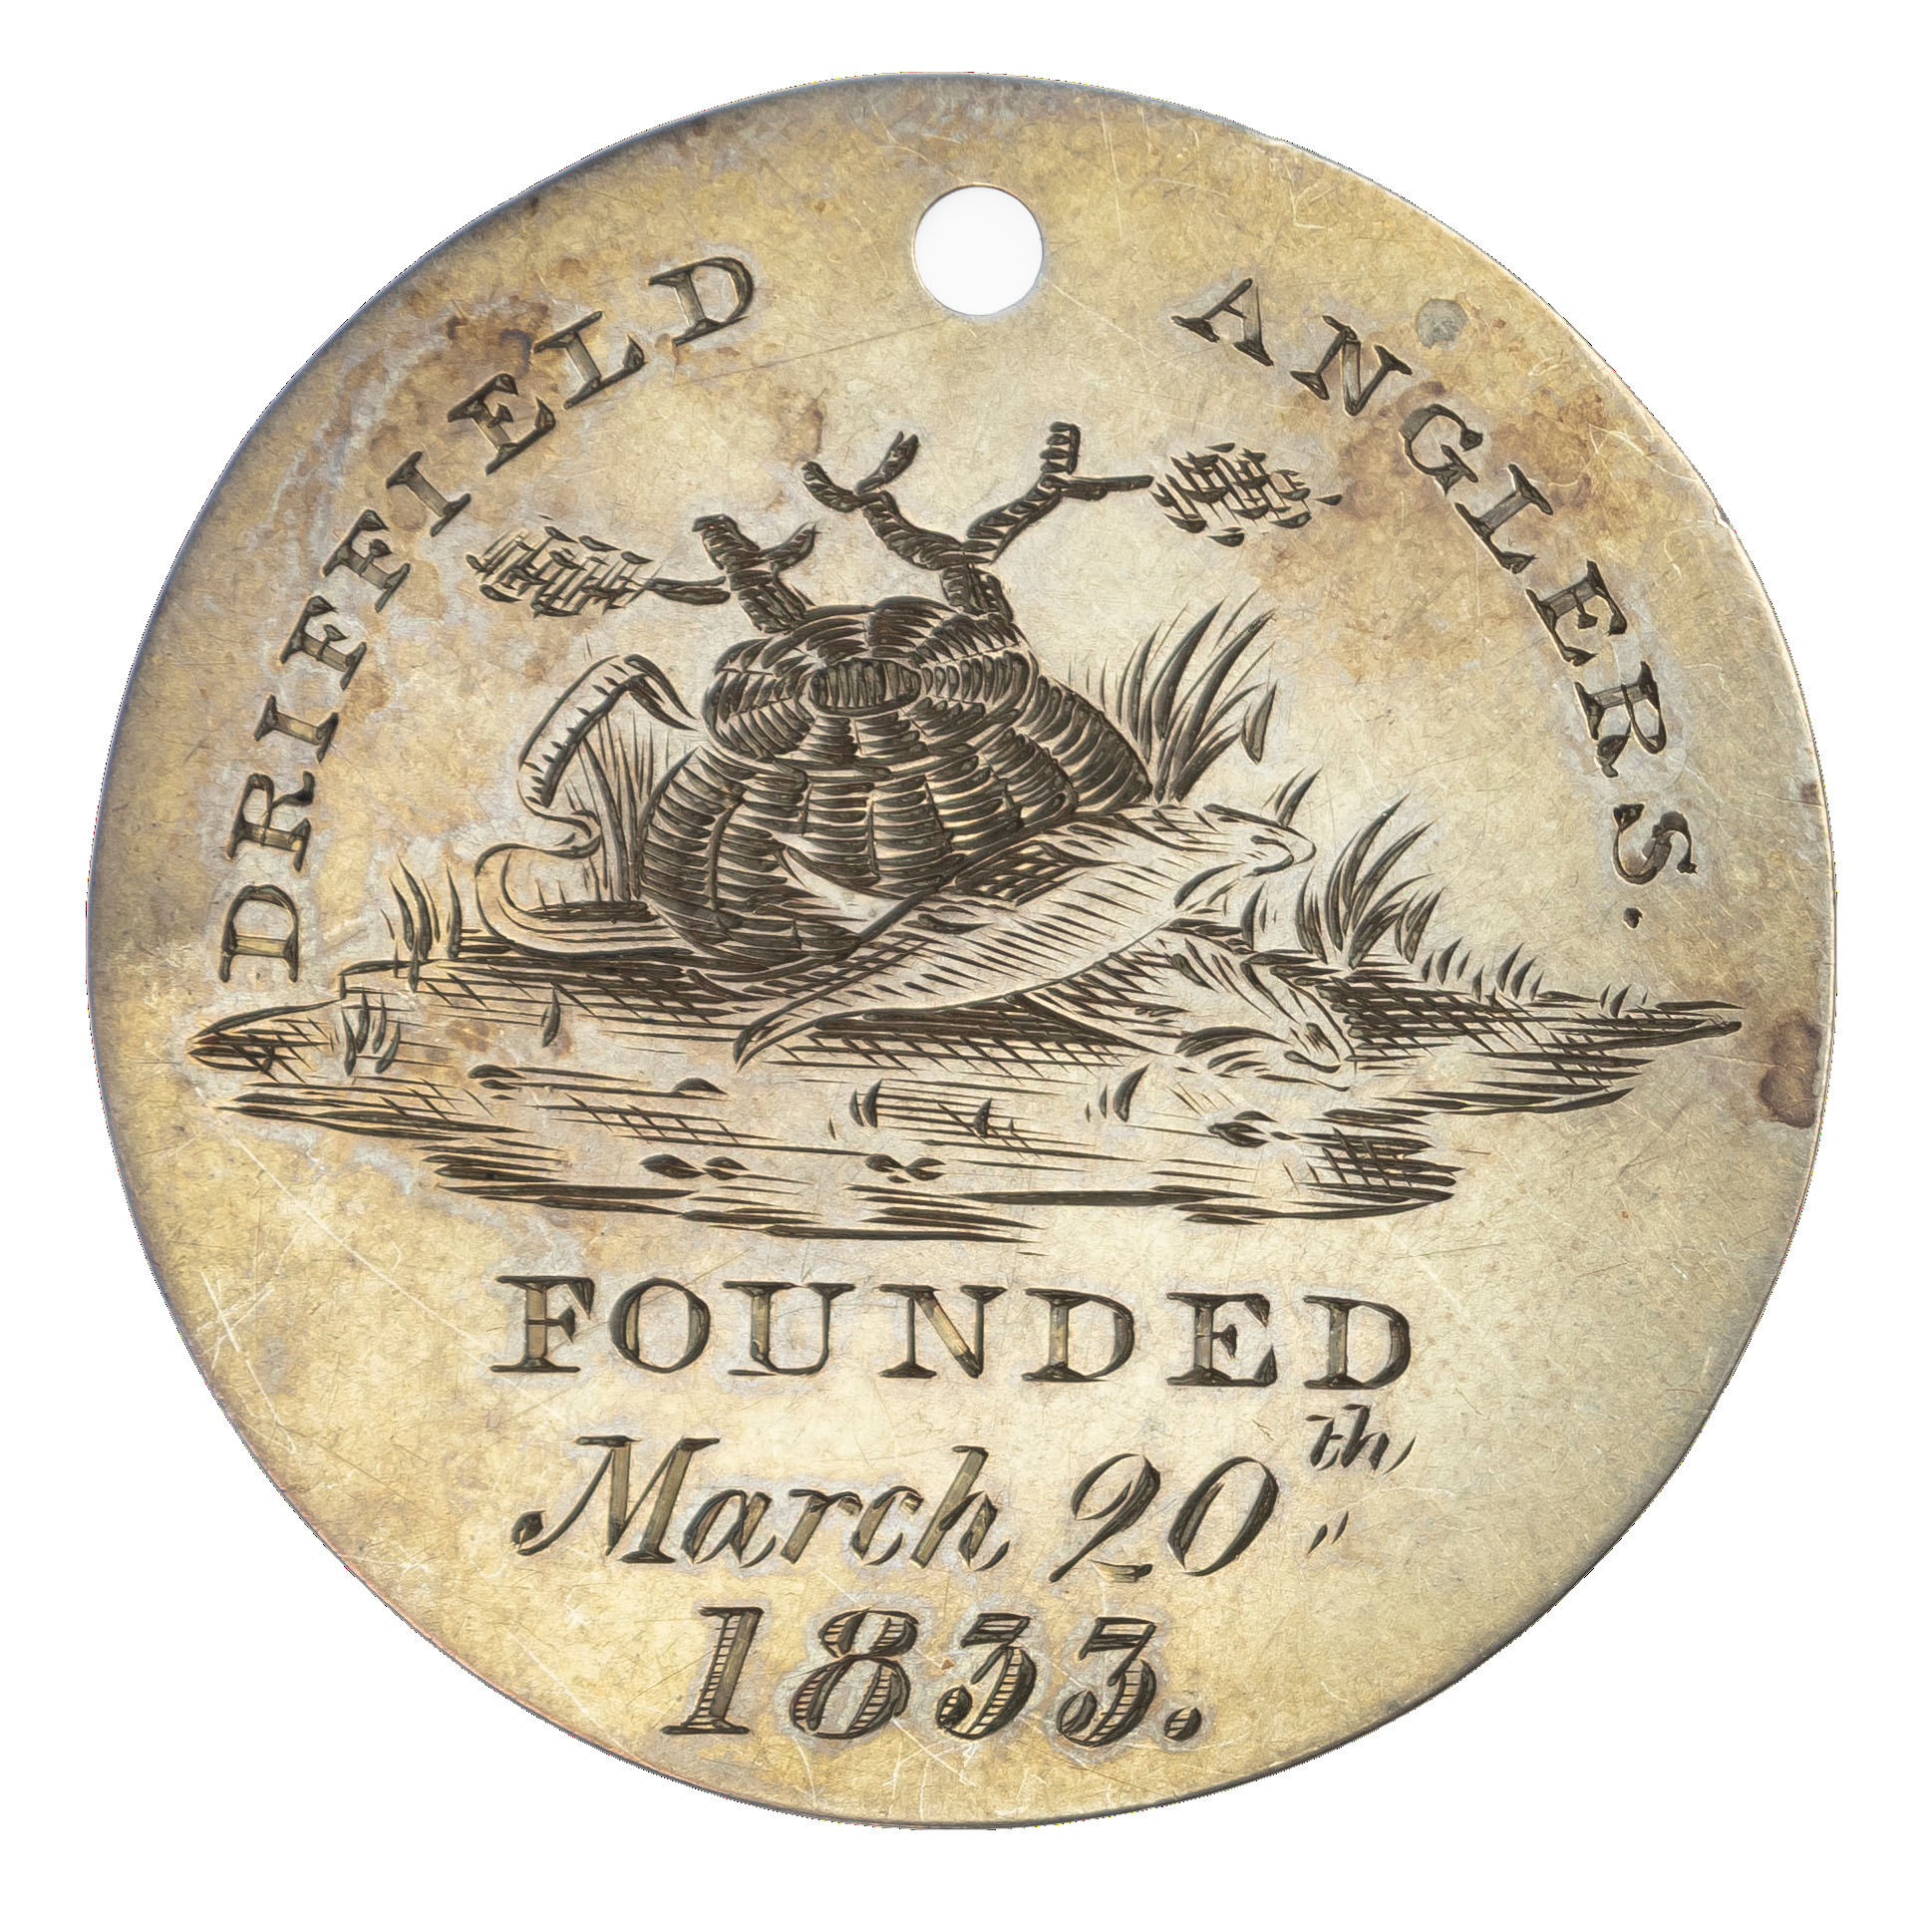 DRIFFIELD ANGLERS.
FOUNDED
March 20th"
1833.